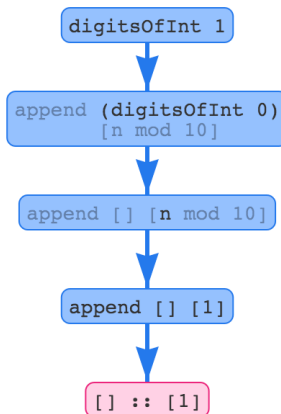 digitsOfInt 1
append (digitsOfInt 0)
[n mod 10]
append [] [n mod 10]
append [] [1]
[] :: [1]